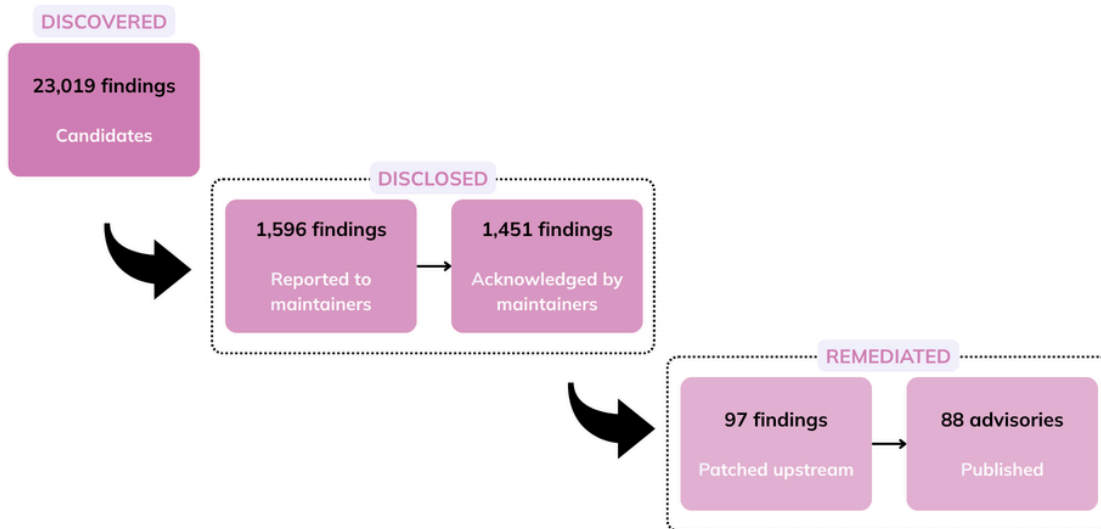 DISCOVERED
23,019 findings
Candidates
DISCLOSED
1,596 findings
Reported to
maintainers
1,451 findings
Acknowledged by
maintainers
REMEDIATED
97 findings
Patched upstream
88 advisories
Published